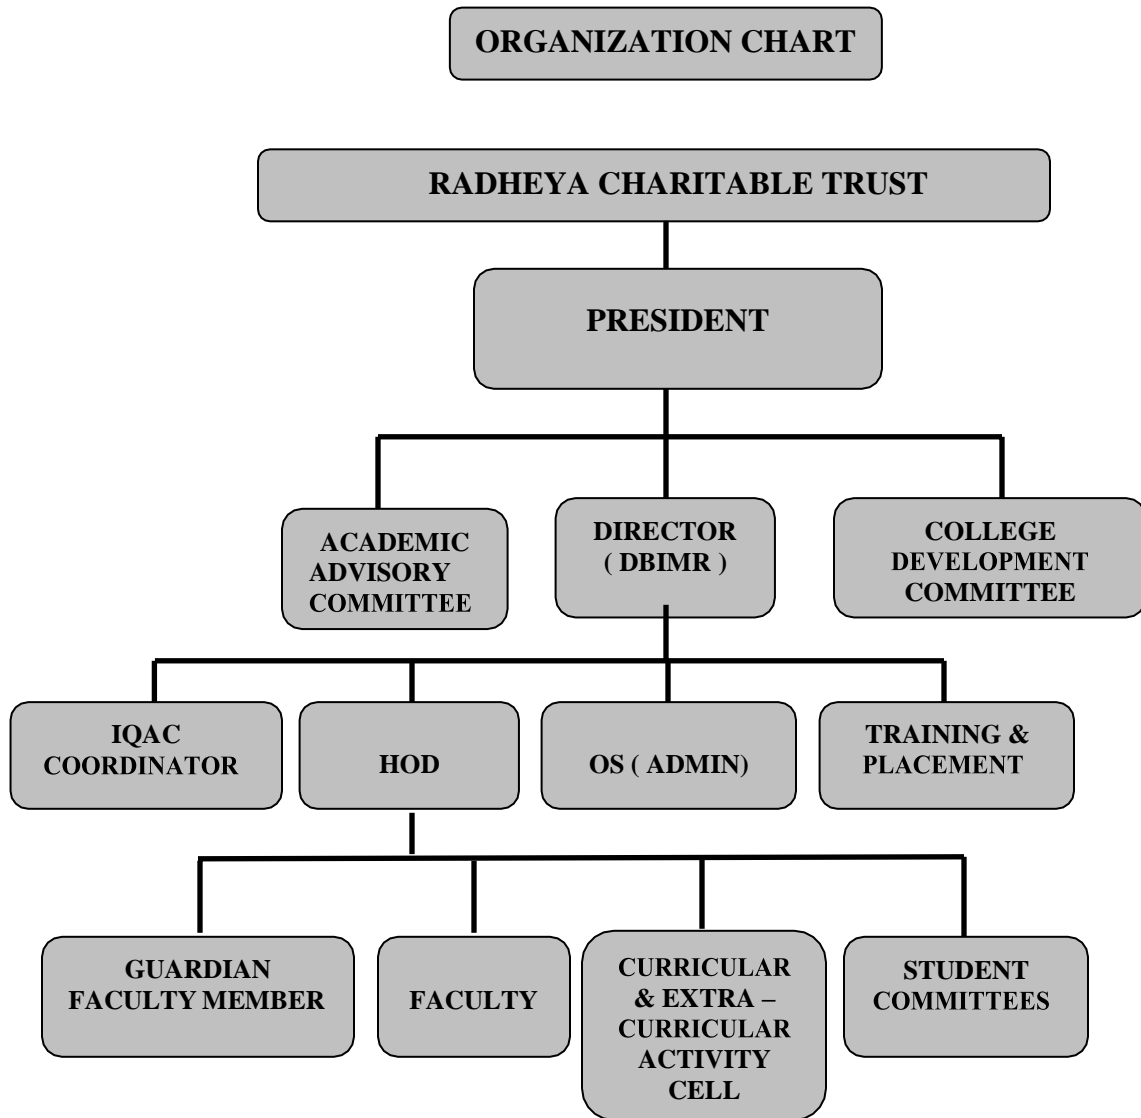 ORGANIZATION CHART
RADHEYA CHARITABLE TRUST
PRESIDENT
ACADEMIC
ADVISORY
COMMITTEE
DIRECTOR
( DBIMR )
COLLEGE
DEVELOPMENT
COMMITTEE
IQAC
COORDINATOR
HOD
OS ( ADMIN)
TRAINING &
PLACEMENT
GUARDIAN
FACULTY MEMBER
FACULTY
CURRICULAR
& EXTRA –
CURRICULAR
ACTIVITY
CELL
STUDENT
COMMITTEES